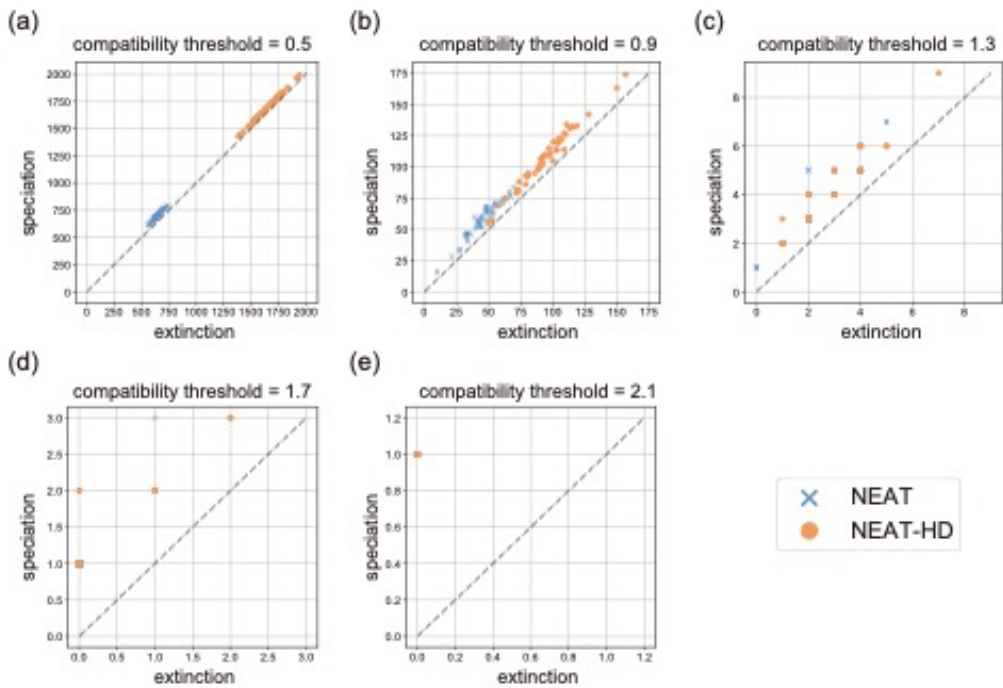 (a)
compatibility threshold = 0.5
speciation
2000
1750
1500
1250
1000
750
500
250
0
0 250 500 750 1000 1250 1500 1750 2000
extinction
(b)
compatibility threshold = 0.9
speciation
175
150
125
100
75
50
25
0
0 25 50 75 100 125 150 175
extinction
(c)
compatibility threshold = 1.3
speciation
8
6
4
2
0
0 2 4 6 8
extinction
(d)
compatibility threshold = 1.7
speciation
3.0
2.5
2.0
1.5
1.0
0.5
0.0
0.0 0.5 1.0 1.5 2.0 2.5 3.0
extinction
(e)
compatibility threshold = 2.1
speciation
1.2
1.0
0.8
0.6
0.4
0.2
0.0
0.0 0.2 0.4 0.6 0.8 1.0 1.2
extinction
NEAT
NEAT-HD